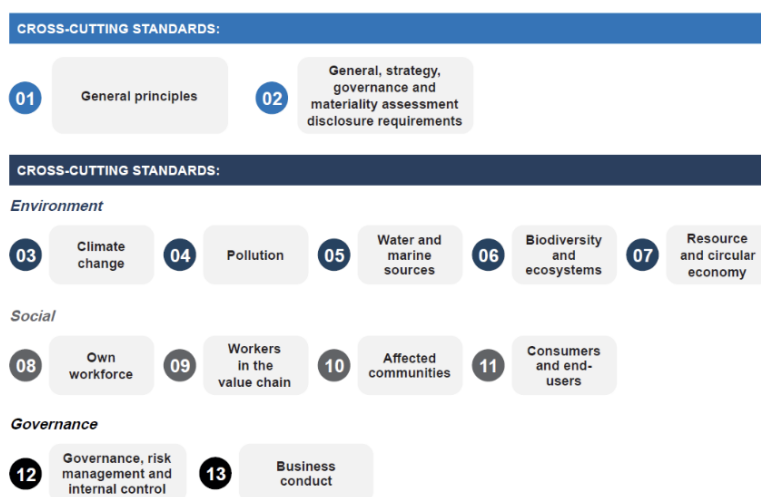 CROSS-CUTTING STANDARDS:
01
General principles
02
General, strategy,
governance and
materiality assessment
disclosure requirements
CROSS-CUTTING STANDARDS:
Environment
03
Climate
change
04
Pollution
05
Water and
marine
sources
06
Biodiversity
and
ecosystems
07
Resource
and circular
economy
Social
08
Own
workforce
09
Workers
in the
value chain
10
Affected
communities
11
Consumers
and end-
users
Governance
12
Governance, risk
management and
internal control
13
Business
conduct